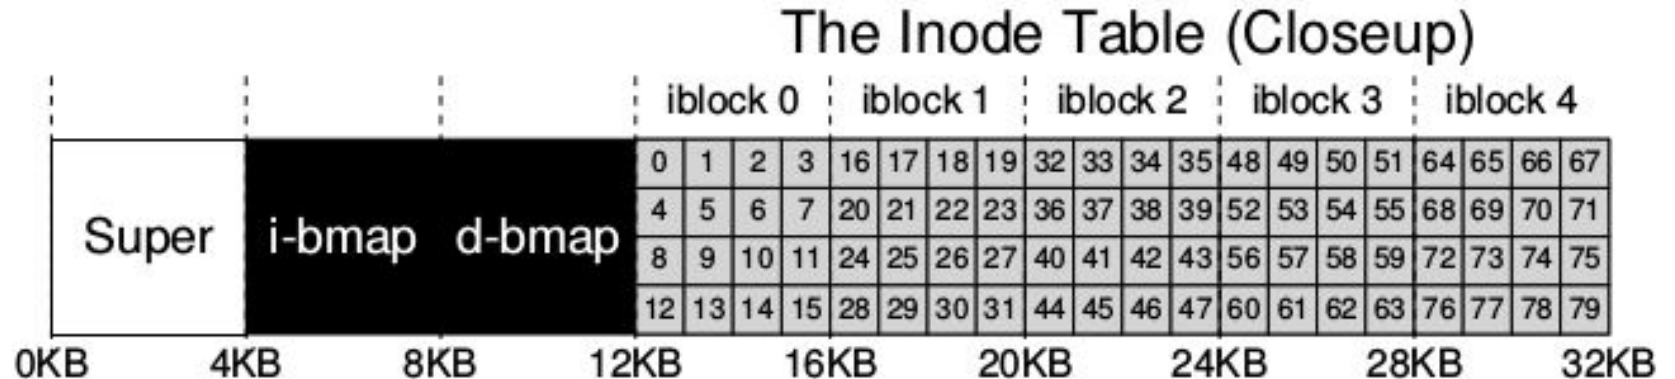 The Inode Table (Closeup)
iblock 0 iblock 1 iblock 2 iblock 3 iblock 4
0 1 2 3 16 17 18 19 32 33 34 35 48 49 50 51 64 65 66 67
4 5 6 7 20 21 22 23 36 37 38 39 52 53 54 55 68 69 70 71
Super i-bmap d-bmap
8 9 10 11 24 25 26 27 40 41 42 43 56 57 58 59 72 73 74 75
12 13 14 15 28 29 30 31 44 45 46 47 60 61 62 63 76 77 78 79
0KB 4KB 8KB 12KB 16KB 20KB 24KB 28KB 32KB